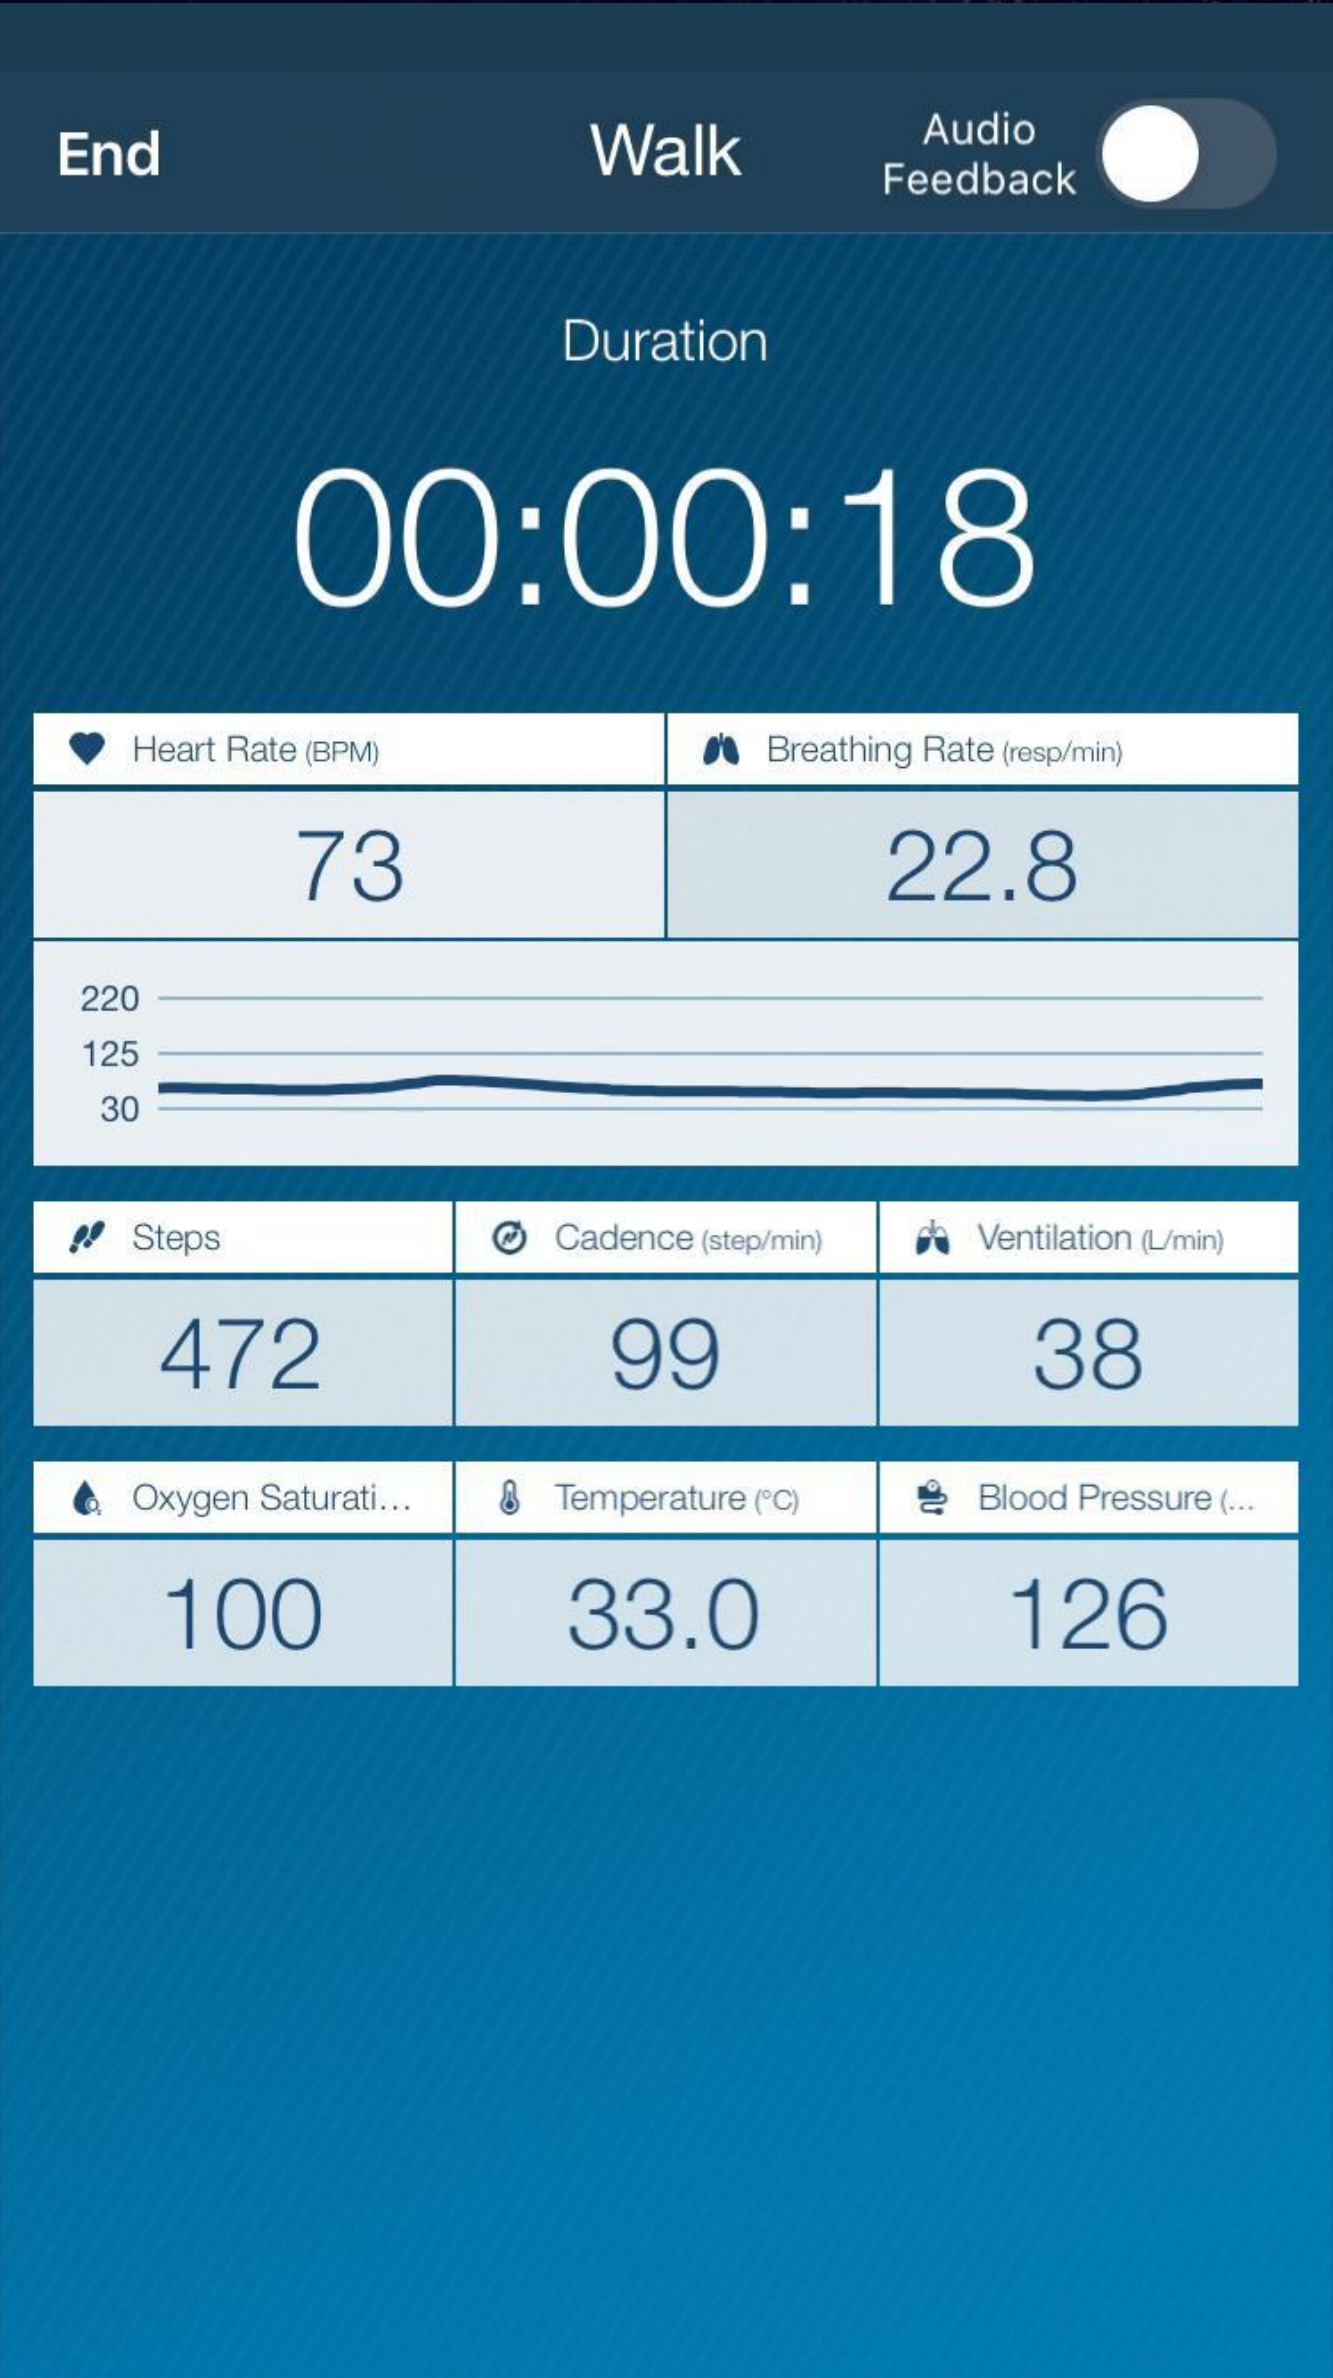 End
Walk
Audio
Feedback
Duration
00:00:18
Heart Rate (BPM)
Breathing Rate (resp/min)
73
22.8
220
125
30
Steps
Cadence (step/min)
Ventilation (L/min)
472
99
38
Oxygen Saturati...
Temperature (°C)
Blood Pressure (...
100
33.0
126